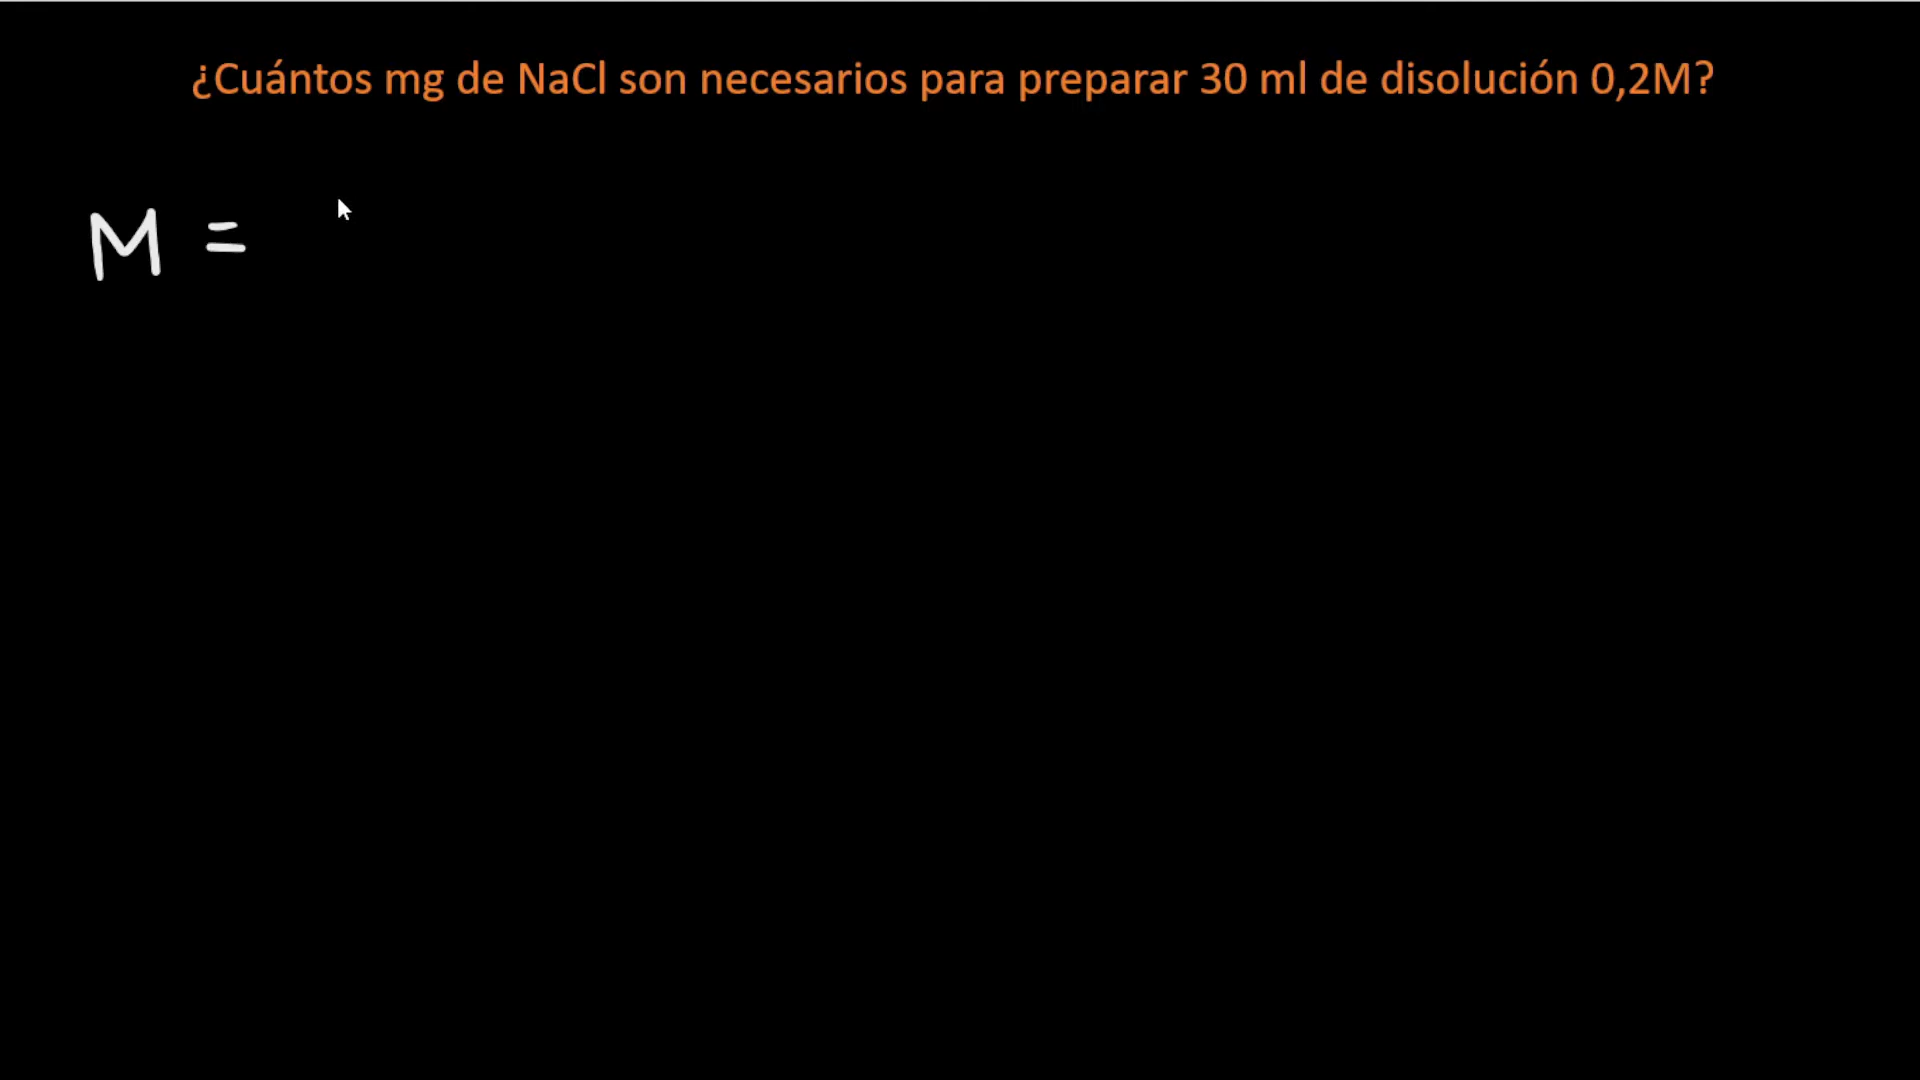 ¿Cuántos mg de NaCl son necesarios para preparar 30 ml de disolución 0,2M?
M =